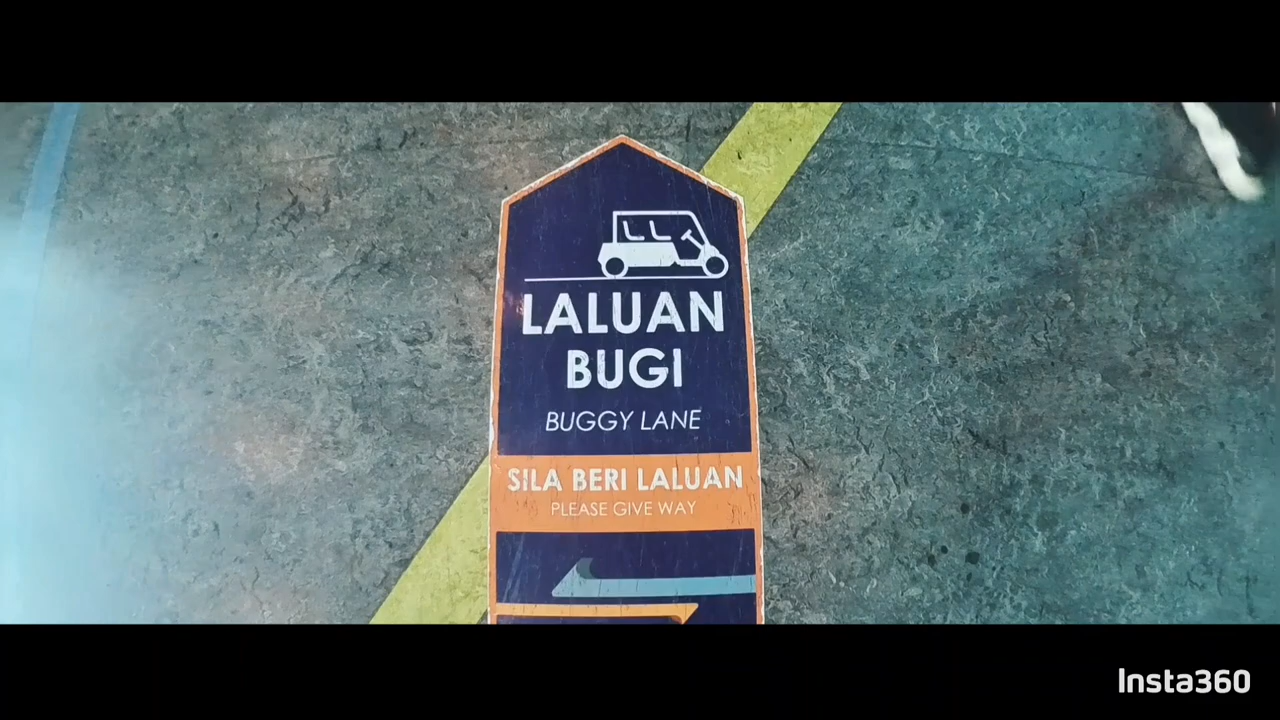 LALUAN
BUGI
BUGGY LANE
SILA BERI LALUAN
PLEASE GIVE WAY
Insta360